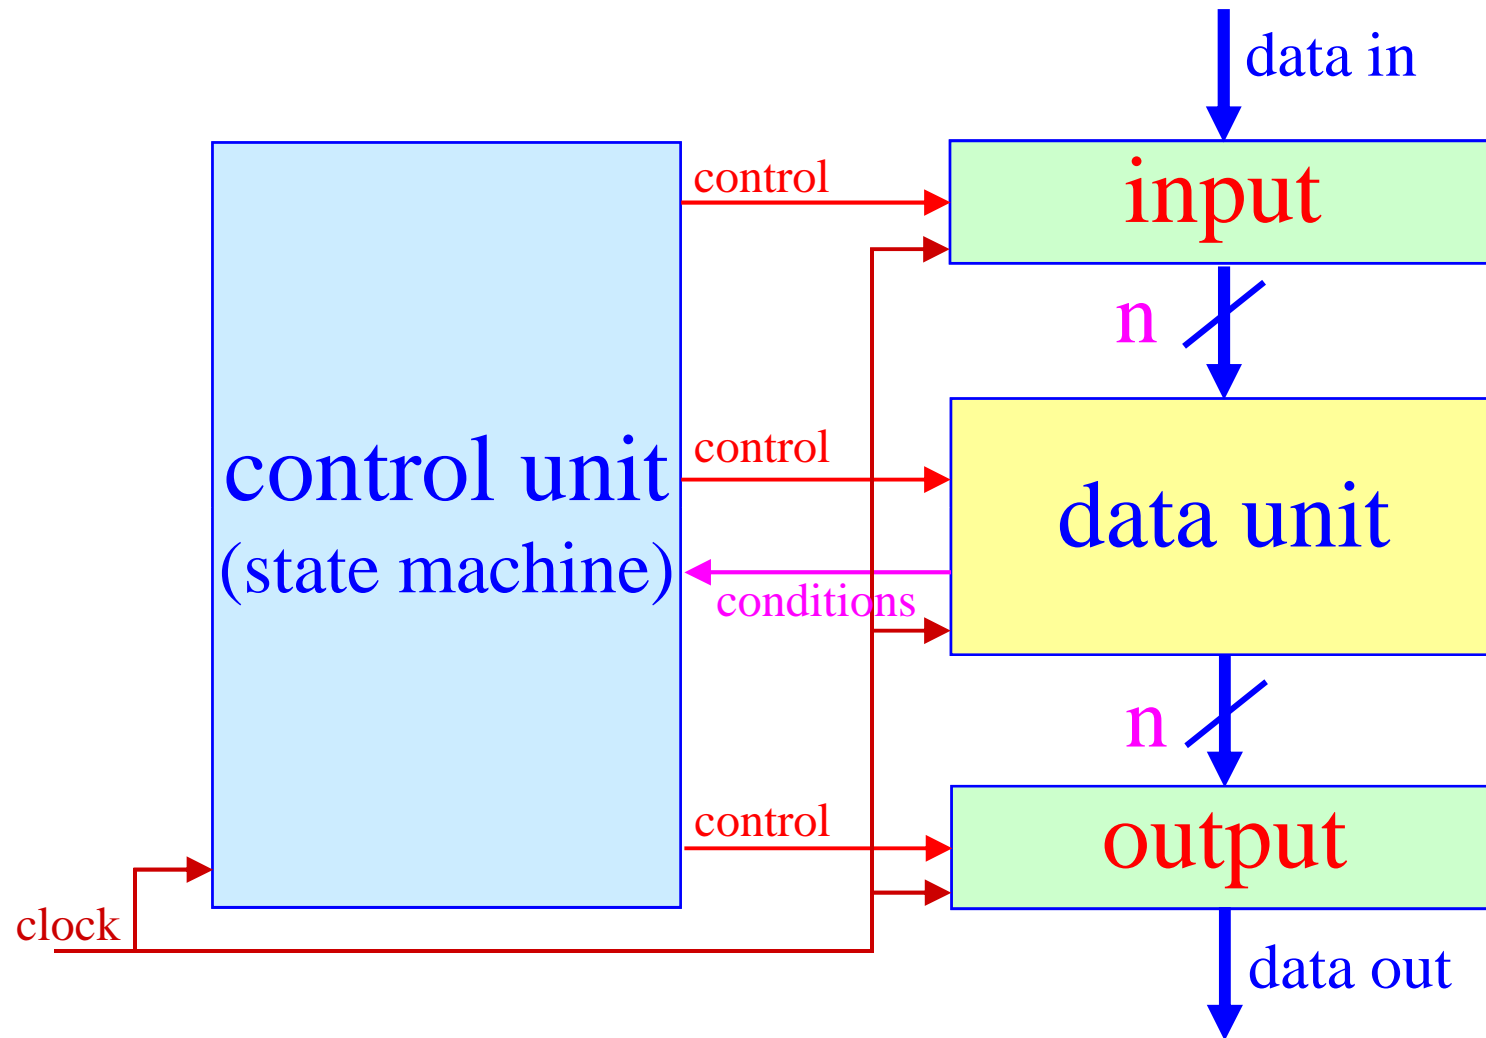 data in
control
input
n
control
control unit
data unit
(state machine)
conditions
n
control
output
clock
data out